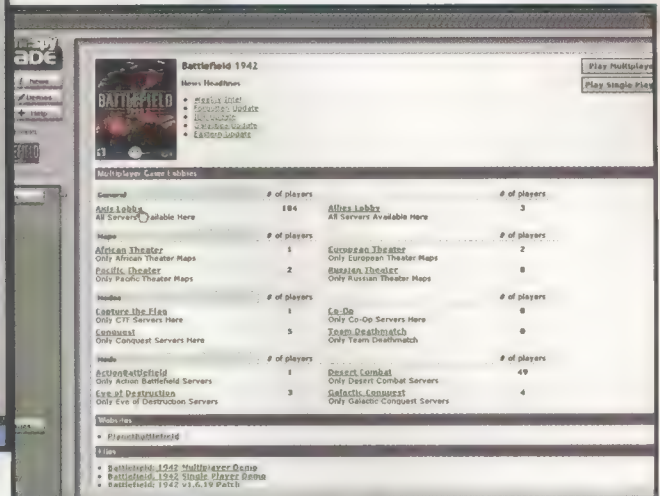 ADE
News
Demos
Help
Battlefield 1942
News Headlines
BATTLEFIELD
Update
Update
Update
Eastern Update
Play Multiplaye
Play Single Play
Multiplayer Game Lobbies
General # of players # of players
Axis Lobby 104 Allies Lobby 3
All Servers Available Here All Servers Available Here
Maps # of players # of players
African Theater 1 European Theater 2
Only African Theater Maps Only European Theater Maps
Pacific Theater 2 Russian Theater 0
Only Pacific Theater Maps Only Russian Theater Maps
Modes # of players # of players
Capture the Flag 1 Co-Op 0
Only CTF Servers Here Only Co-Op Servers Here
Conquest 5 Team Deathmatch 0
Only Conquest Servers Here Only Team Deathmatch
Mods # of players # of players
ActionBattlefield 1 Desert Combat 49
Only Action Battlefield Servers Only Desert Combat Servers
Eve of Destruction 3 Galactic Conquest 4
Only Eve of Destruction Servers Only Galactic Conquest Servers
Websites
PlanetBattlefield
Files
Battlefield: 1942 Multiplayer Demo
Battlefield: 1942 Single Player Demo
Battlefield: 1942 v1.6.19 Patch